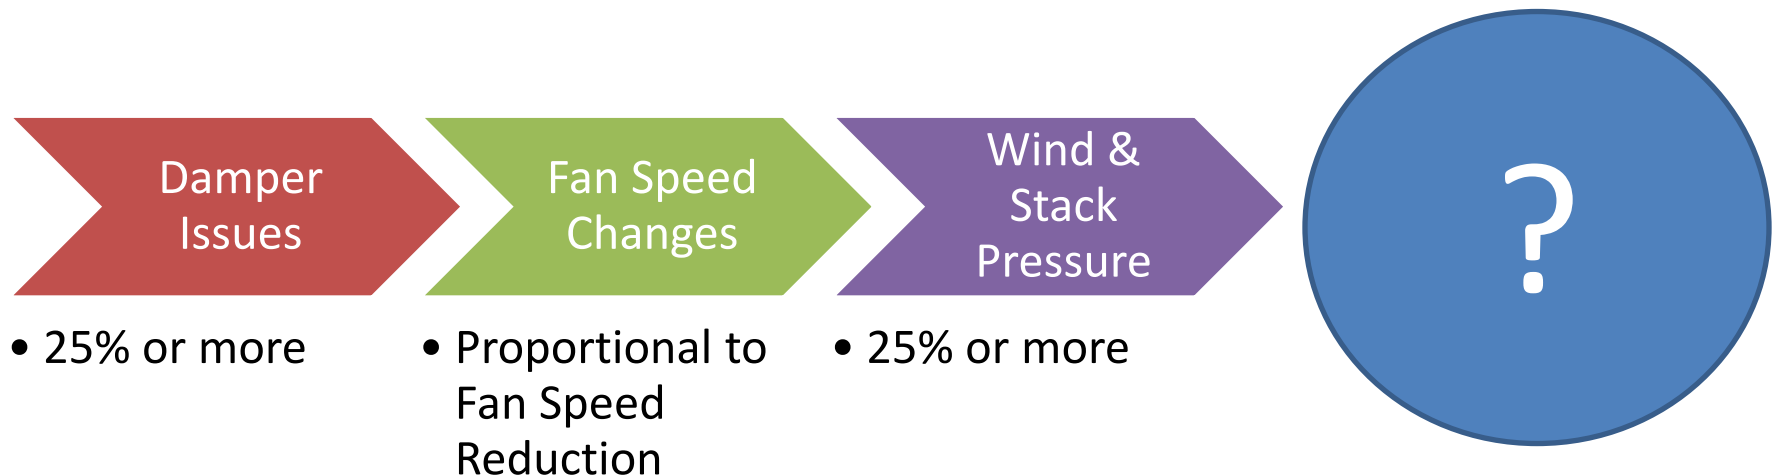 Damper
Issues
• 25% or more
Fan Speed
Changes
• Proportional to
Fan Speed
Reduction
Wind &
Stack
Pressure
• 25% or more
?